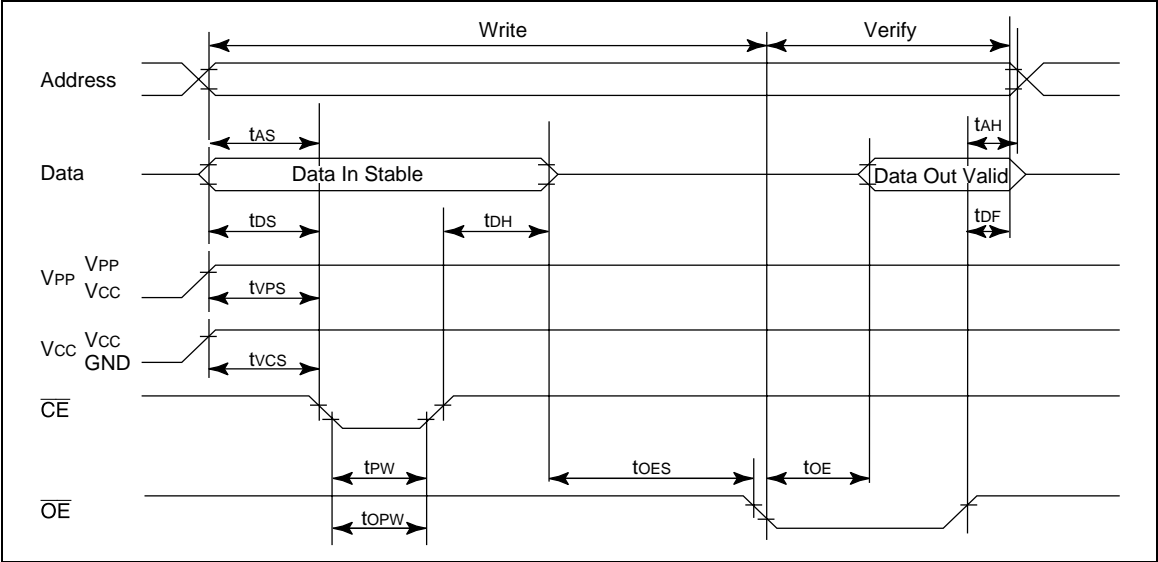 Write
Verify
Address
tAS
tAH
Data
Data In Stable
Data Out Valid
tDS
tDH
tDF
VPP VPP
VCC
tVPS
VCC VCC
GND
tVCS
CE
tPW
tOES
tOE
OE
tOPW